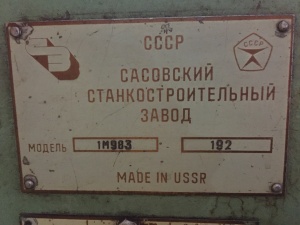 СССР
СССР
САСОВСКИЙ
СТАНКОСТРОИТЕЛЬНЫЙ
ЗАВОД
МОДЕЛЬ 1М983 192
MADE IN USSR